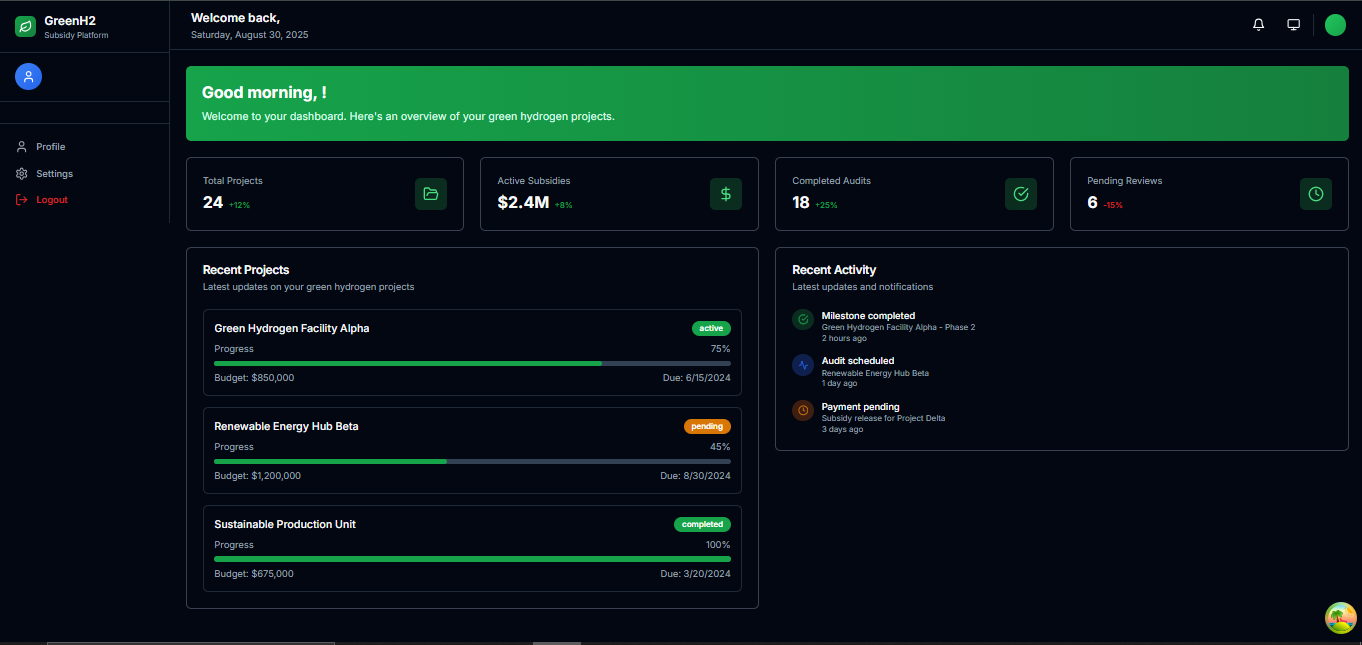 GreenH2
Subsidy Platform
Welcome back,
Saturday, August 30, 2025
Profile
Settings
Logout
Good morning, !
Welcome to your dashboard. Here's an overview of your green hydrogen projects.
Total Projects
24 +12%
Active Subsidies
$2.4M +8%
Completed Audits
18 +25%
Pending Reviews
6 -15%
Recent Projects
Latest updates on your green hydrogen projects
Green Hydrogen Facility Alpha active
Progress 75%
Budget: $850,000 Due: 6/15/2024
Renewable Energy Hub Beta pending
Progress 45%
Budget: $1,200,000 Due: 8/30/2024
Sustainable Production Unit completed
Progress 100%
Budget: $675,000 Due: 3/20/2024
Recent Activity
Latest updates and notifications
Milestone completed
Green Hydrogen Facility Alpha - Phase 2
2 hours ago
Audit scheduled
Renewable Energy Hub Beta
1 day ago
Payment pending
Subsidy release for Project Delta
3 days ago